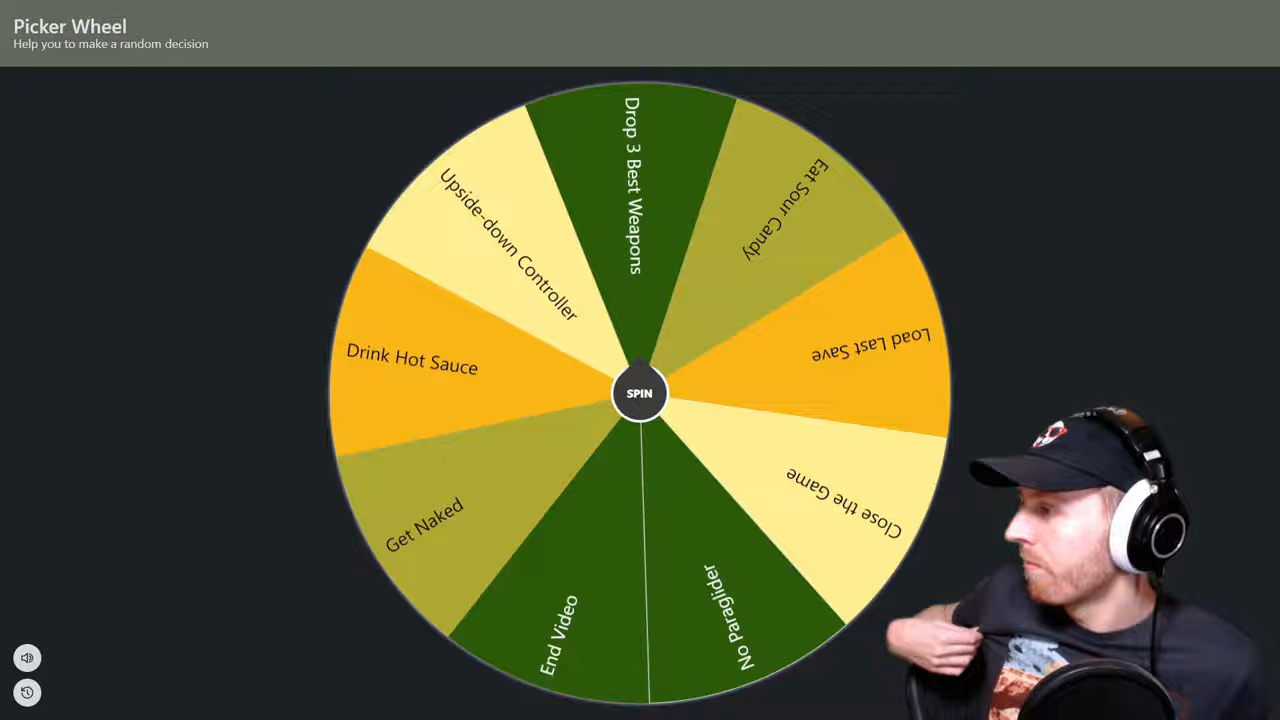 Picker Wheel
Help you to make a random decision
Drop 3 Best Weapons
Eat Sour Candy
Load Last Save
Close the Game
No Paraglider
End Video
Get Naked
Drink Hot Sauce
Upside-down Controller
SPIN